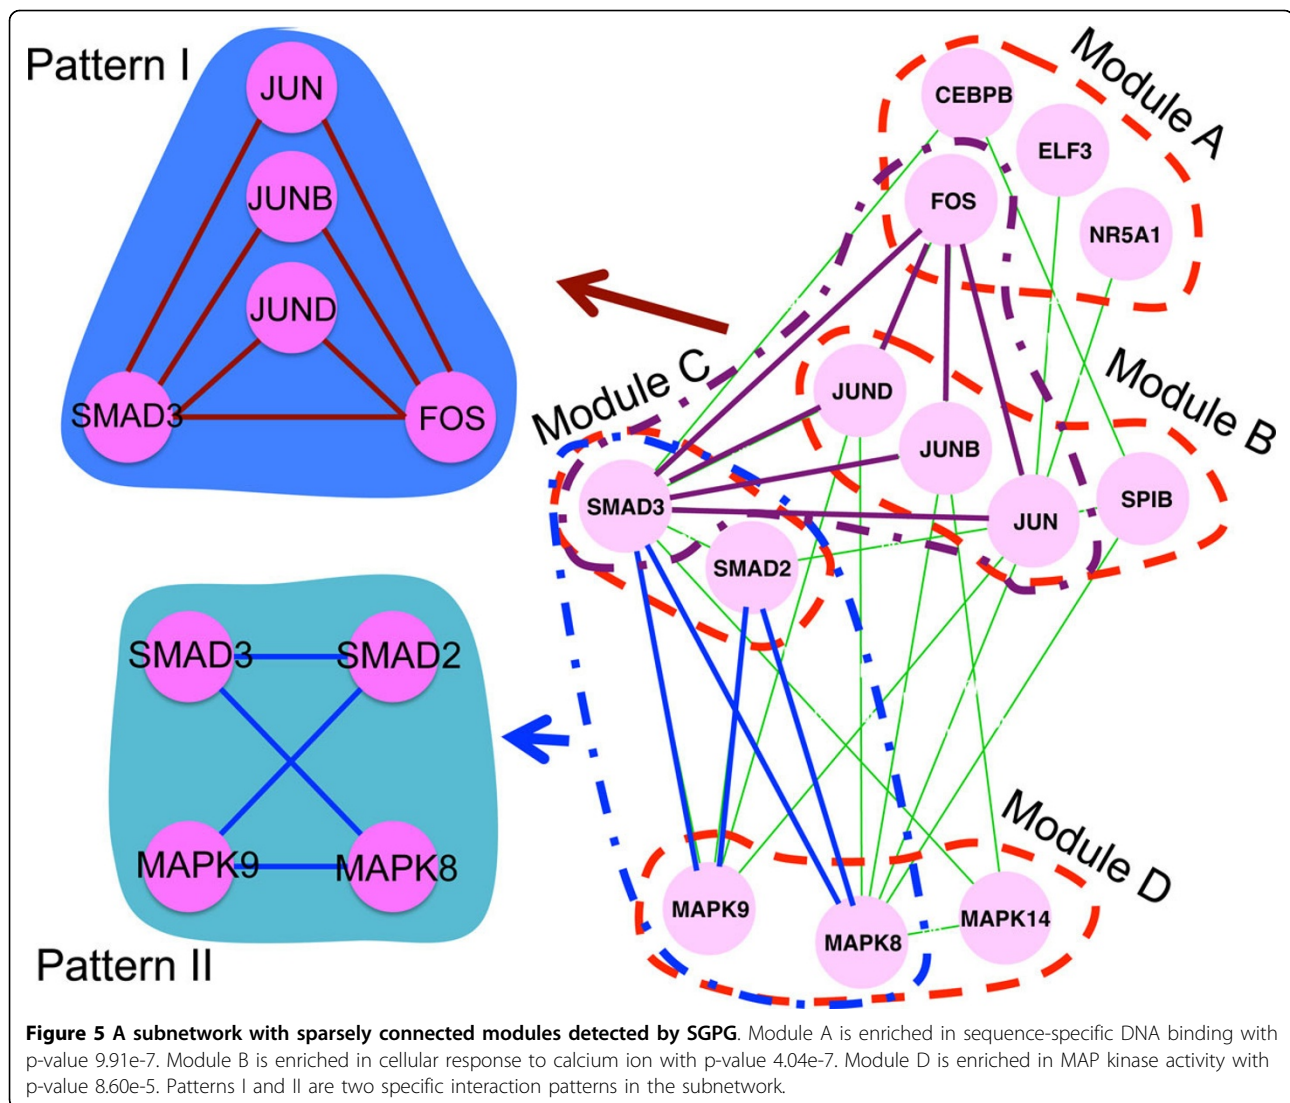 Pattern I
JUN
JUNB
JUND
SMAD3
FOS
Module A
CEBPB
ELF3
FOS
NR5A1
Module B
JUND
JUNB
JUN
SPIB
Module C
SMAD3
SMAD2
Module D
MAPK9
MAPK8
MAPK14
SMAD3
SMAD2
MAPK9
MAPK8
Pattern II
Figure 5 A subnetwork with sparsely connected modules detected by SGPG. Module A is enriched in sequence-specific DNA binding with
p-value 9.91e-7. Module B is enriched in cellular response to calcium ion with p-value 4.04e-7. Module D is enriched in MAP kinase activity with
p-value 8.60e-5. Patterns I and II are two specific interaction patterns in the subnetwork.